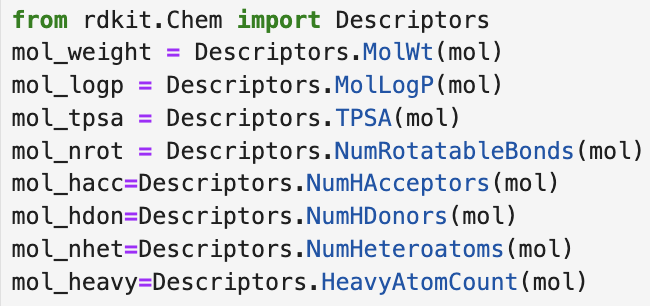 from rdkit.Chem import Descriptors
mol_weight = Descriptors.MolWt(mol)
mol_logp = Descriptors.MolLogP(mol)
mol_tpsa = Descriptors.TPSA(mol)
mol_nrot = Descriptors.NumRotatableBonds(mol)
mol_hacc=Descriptors.NumHAcceptors(mol)
mol_hdon=Descriptors.NumHDonors(mol)
mol_nhet=Descriptors.NumHeteroatoms(mol)
mol_heavy=Descriptors.HeavyAtomCount(mol)